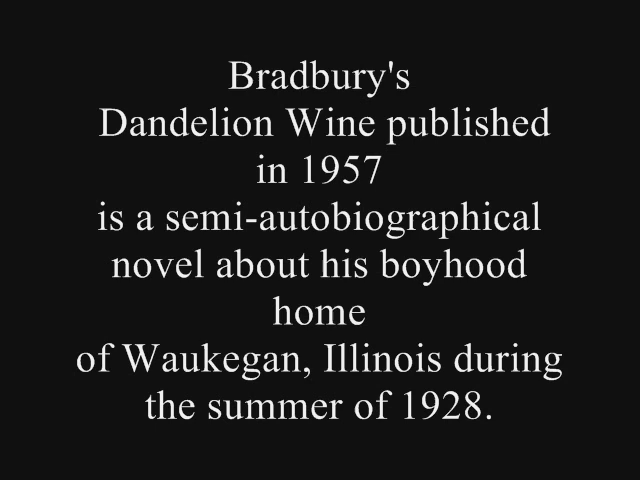 Bradbury's
Dandelion Wine published
in 1957
is a semi-autobiographical
novel about his boyhood
home
of Waukegan, Illinois during
the summer of 1928.